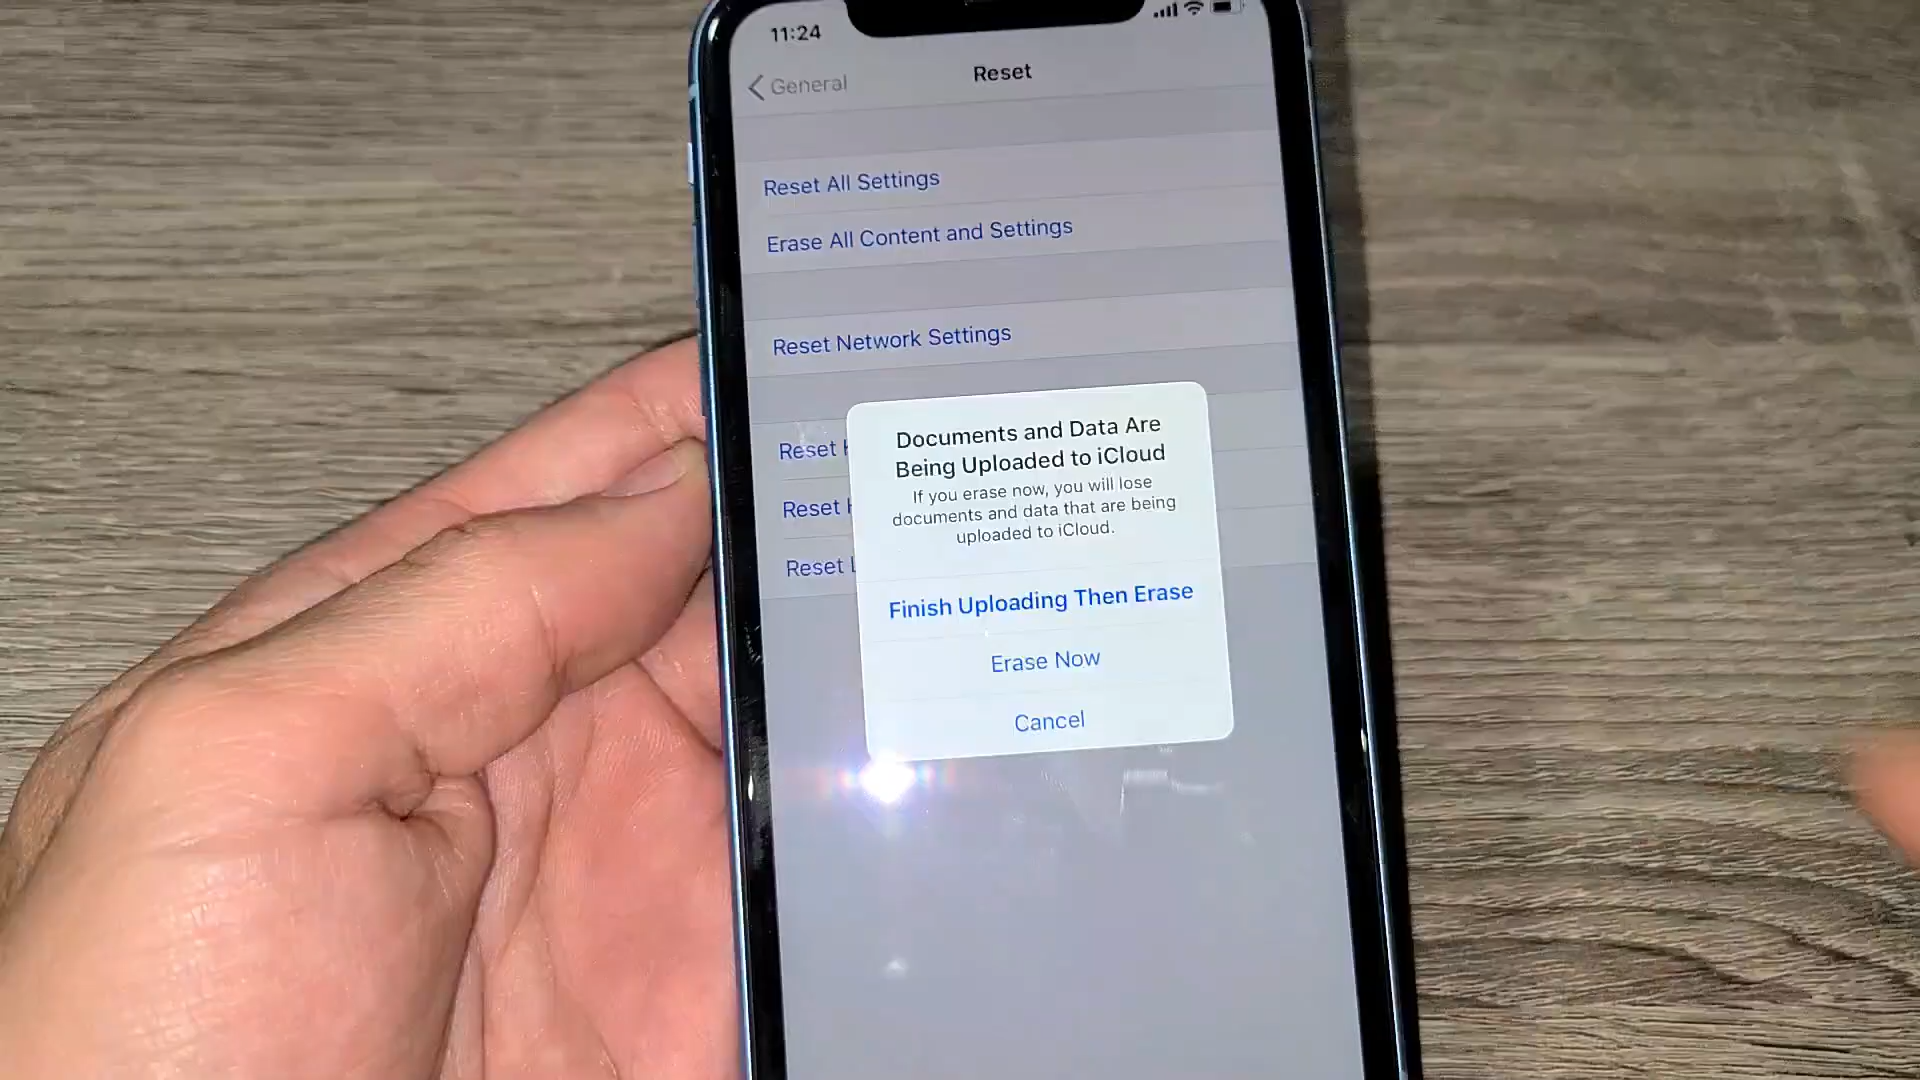 11:24
General
Reset
Reset All Settings
Erase All Content and Settings
Reset Network Settings
Reset
Reset
Reset
Documents and Data Are
Being Uploaded to iCloud
If you erase now, you will lose
documents and data that are being
uploaded to iCloud.
Finish Uploading Then Erase
Erase Now
Cancel